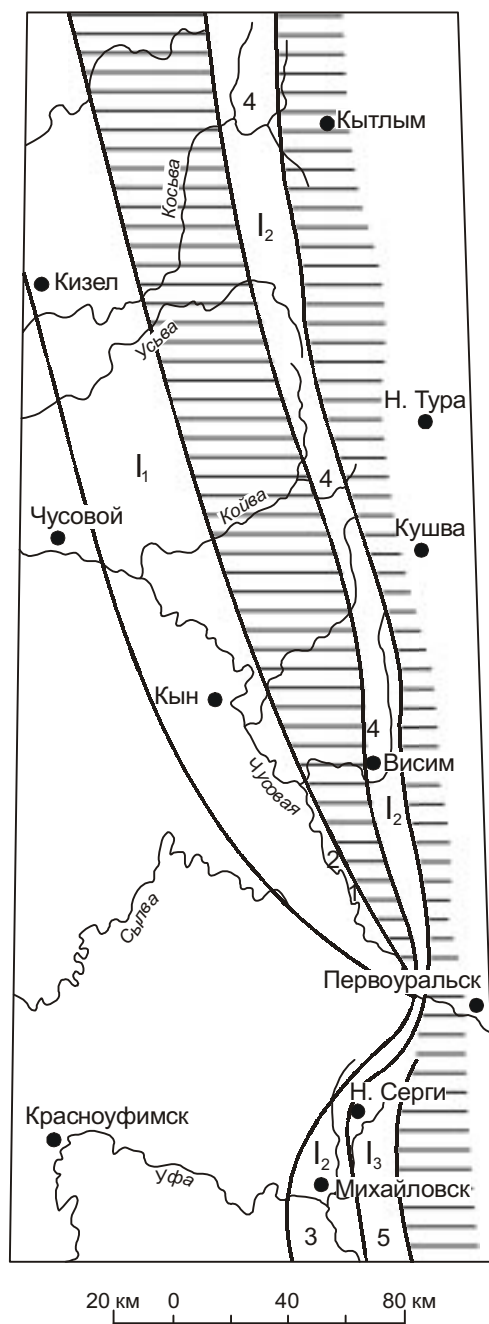 4
Кытлым
Косьва
I2
Кизел
Усьва
Н. Тура
I1
4
Койва
Чусовой
Кушва
Кын
4
Висим
Чусовая
I2
2
1
Сылва
Первоуральск
Н. Серги
Красноуфимск
I2
I3
Уфа
Михайловск
3
5
20 км 0 40 80 км